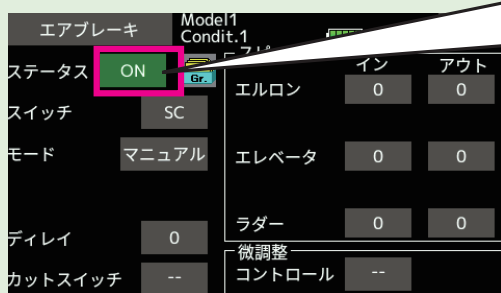 エアブレーキ
Model1
Condit.1
ステータス ON Gr.
イン アウト
エルロン 0 0
スイッチ SC
モード マニュアル
エレベータ 0 0
ラダー 0 0
ディレイ 0
微調整
カットスイッチ --
コントロール --